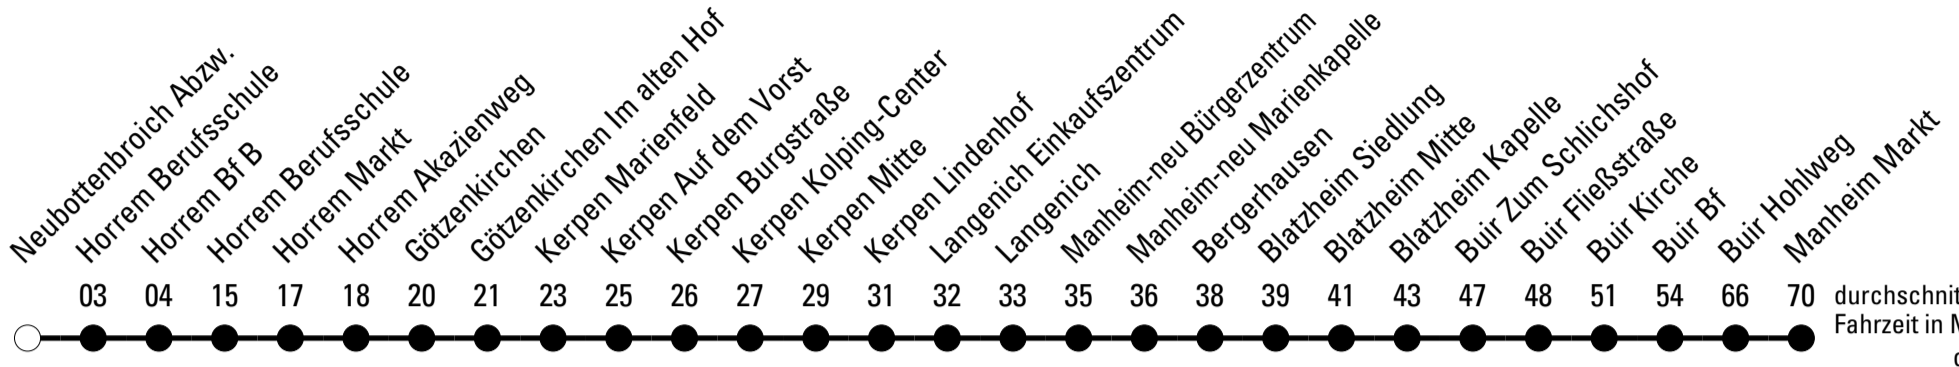 Neubottenbroich Abzw.
Horrem Berufsschule
Horrem Bf B
Horrem Berufsschule
Horrem Markt
Horrem Akazienweg
Götzenkirchen
Götzenkirchen Im alten Hof
Kerpen Marienfeld
Kerpen Auf dem Vorst
Kerpen Burgstraße
Kerpen Kolping-Center
Kerpen Mitte
Kerpen Lindenhof
Langenich Einkaufszentrum
Langenich
Manheim-neu Bürgerzentrum
Manheim-neu Marienkapelle
Bergerhausen
Blatzheim Siedlung
Blatzheim Mitte
Blatzheim Kapelle
Buir Zum Schlichshof
Buir Fließstraße
Buir Kirche
Buir Bf
Buir Hohlweg
Manheim Markt
03 04 15 17 18 20 21 23 25 26 27 29 31 32 33 35 36 38 39 41 43 47 48 51 54 66 70 durchschnit
Fahrzeit in